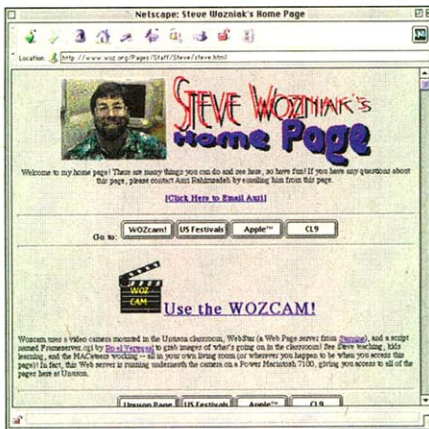 Netscape: Steve Wozniak's Home Page
Location: http://www.woz.org/Pages/Staff/Steve/steve.html
STEVE WOZNIAK'S
Home Page
Welcome to my home page! There are many things you can do and see here, so have fun! If you have any questions about
this page, please contact Auri Rahimzadeh by emailing him from this page.
[Click Here to Email Auri]
Go to: WOZcam! US Festivals Apple™ CL9
WOZ
CAM
Use the WOZCAM!
Wozcam uses a video camera mounted in the Unuson classroom, WebStar (a Web Page server from Starnine), and a script
named Frameserver.cgi by to grab images of what's going on in the classroom! See Steve teaching, kids
learning, and the MACeteers working -- all in your own living room (or wherever you happen to be when you access this
page)! In fact, this Web server is running underneath the camera on a Power Macintosh 7100, giving you access to all of the
pages here at Unuson.
Unuson Page US Festivals Apple™ CL9